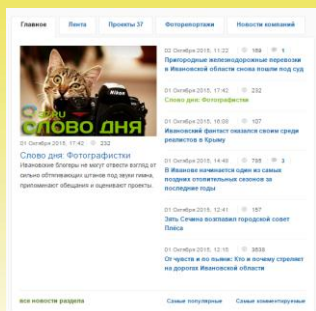 Главное Лента Проекты 37 Фоторепортажи Новости компаний
Nikon
СЛОВО ДНЯ
01 Октября 2015, 17:42 232
Слово дня: Фотографистки
Ивановские блогеры не могут отвести взгляд от
сильно обтягивающих штанов под звуки гимна,
припоминают обещания и оценивают проекты.
02 Октября 2015, 11:22 169 1
Пригородные железнодорожные перевозки
в Ивановской области снова пошли под суд
01 Октября 2015, 17:42 232
Слово дня: Фотографистки
01 Октября 2015, 16:09 107
Ивановский фантаст оказался своим среди
реалистов в Крыму
01 Октября 2015, 14:40 735 3
В Иванове начинается один из самых
поздних отопительных сезонов за
последние годы
01 Октября 2015, 12:41 157
Зять Сечина возглавил городской совет
Плёса
01 Октября 2015, 12:15 3638
От чувств и по пьяни: Кто и почему стреляет
на дорогах Ивановской области
все новости раздела
Самые популярные Самые комментируемые